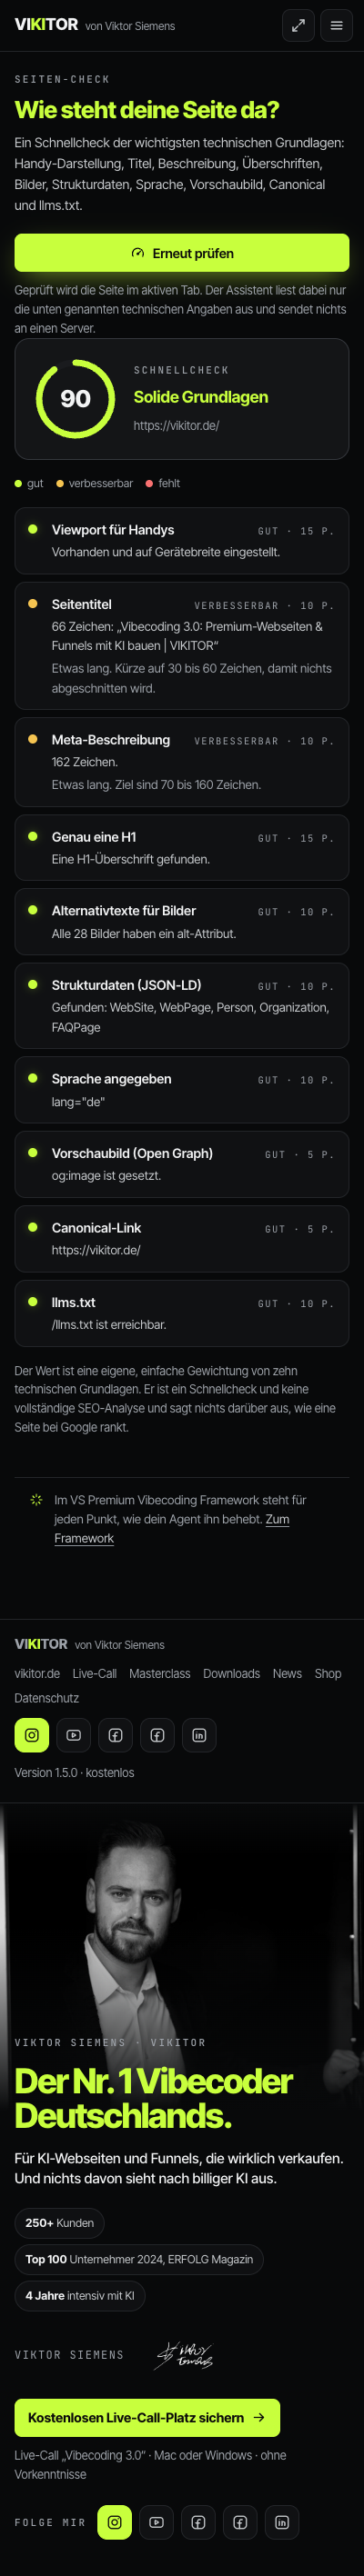 VIKITOR von Viktor Siemens
SEITEN-CHECK
Wie steht deine Seite da?
Ein Schnellcheck der wichtigsten technischen Grundlagen:
Handy-Darstellung, Titel, Beschreibung, Überschriften,
Bilder, Strukturdaten, Sprache, Vorschaubild, Canonical
und llms.txt.
Erneut prüfen
Geprüft wird die Seite im aktiven Tab. Der Assistent liest dabei nur
die unten genannten technischen Angaben aus und sendet nichts
an einen Server.
90
SCHNELLCHECK
Solide Grundlagen
https://vikitor.de/
gut verbesserbar fehlt
Viewport für Handys GUT · 15 P.
Vorhanden und auf Gerätebreite eingestellt.
Seitentitel VERBESSERBAR · 10 P.
66 Zeichen: „Vibecoding 3.0: Premium-Webseiten &
Funnels mit KI bauen | VIKITOR“
Etwas lang. Kürze auf 30 bis 60 Zeichen, damit nichts
abgeschnitten wird.
Meta-Beschreibung VERBESSERBAR · 10 P.
162 Zeichen.
Etwas lang. Ziel sind 70 bis 160 Zeichen.
Genau eine H1 GUT · 15 P.
Eine H1-Überschrift gefunden.
Alternativtexte für Bilder GUT · 10 P.
Alle 28 Bilder haben ein alt-Attribut.
Strukturdaten (JSON-LD) GUT · 10 P.
Gefunden: WebSite, WebPage, Person, Organization,
FAQPage
Sprache angegeben GUT · 10 P.
lang="de"
Vorschaubild (Open Graph) GUT · 5 P.
og:image ist gesetzt.
Canonical-Link GUT · 5 P.
https://vikitor.de/
llms.txt GUT · 10 P.
/llms.txt ist erreichbar.
Der Wert ist eine eigene, einfache Gewichtung von zehn
technischen Grundlagen. Er ist ein Schnellcheck und keine
vollständige SEO-Analyse und sagt nichts darüber aus, wie eine
Seite bei Google rankt.
Im VS Premium Vibecoding Framework steht für
jeden Punkt, wie dein Agent ihn behebt. Zum
Framework
VIKITOR von Viktor Siemens
vikitor.de Live-Call Masterclass Downloads News Shop
Datenschutz
Version 1.5.0 · kostenlos
VIKTOR SIEMENS · VIKITOR
Der Nr. 1 Vibecoder
Deutschlands.
Für KI-Webseiten und Funnels, die wirklich verkaufen.
Und nichts davon sieht nach billiger KI aus.
250+ Kunden
Top 100 Unternehmer 2024, ERFOLG Magazin
4 Jahre intensiv mit KI
VIKTOR SIEMENS
Kostenlosen Live-Call-Platz sichern →
Live-Call „Vibecoding 3.0“ · Mac oder Windows · ohne
Vorkenntnisse
FOLGE MIR